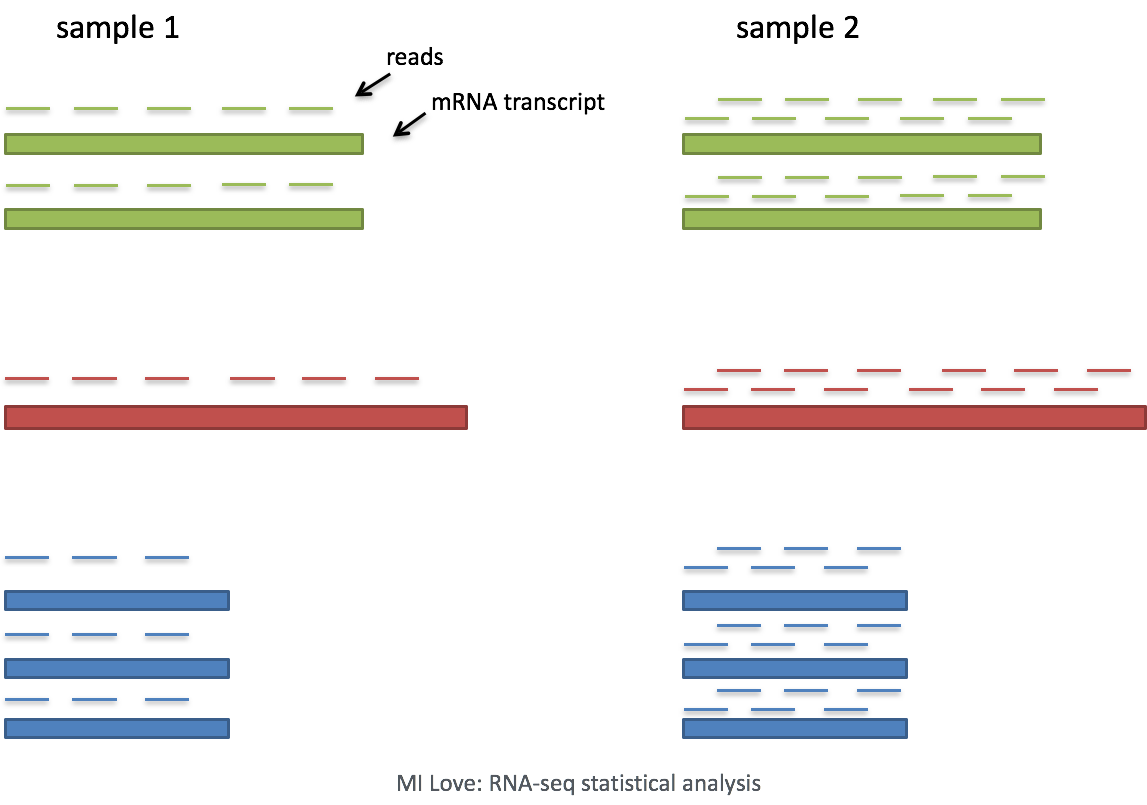 sample 1
sample 2
reads
mRNA transcript
MI Love: RNA-seq statistical analysis